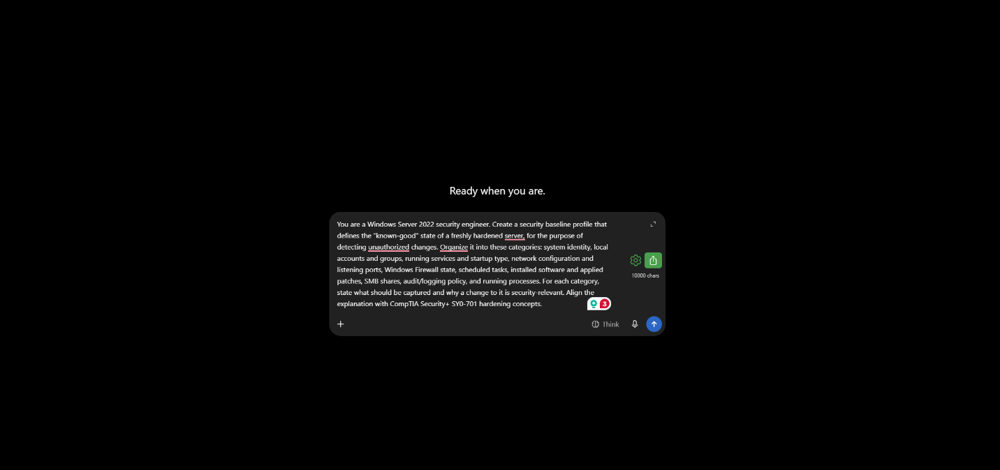 Ready when you are.
You are a Windows Server 2022 security engineer. Create a security baseline profile that
defines the "known-good" state of a freshly hardened server, for the purpose of
detecting unauthorized changes. Organize it into these categories: system identity, local
accounts and groups, running services and startup type, network configuration and
listening ports, Windows Firewall state, scheduled tasks, installed software and applied
patches, SMB shares, audit/logging policy, and running processes. For each category,
state what should be captured and why a change to it is security-relevant. Align the
explanation with CompTIA Security+ SY0-701 hardening concepts.
10000 chars
3
Think